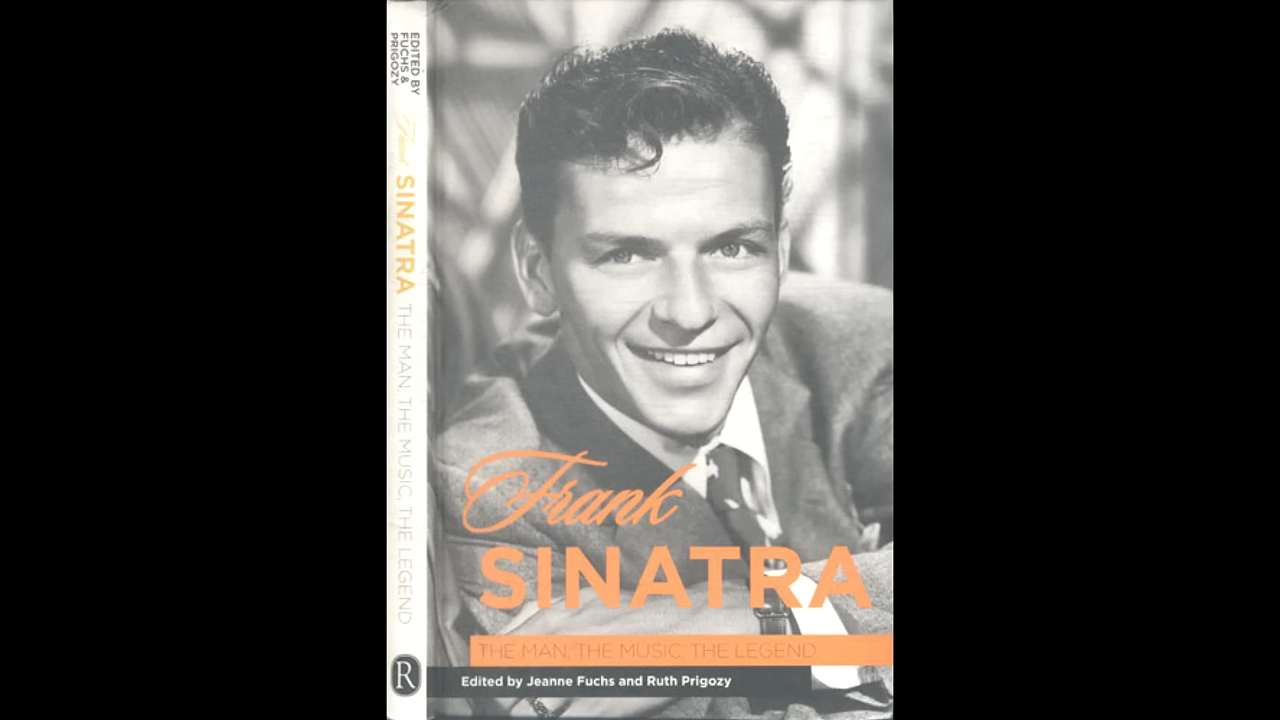 EDITED BY
FUCHS &
PRIGOZY
Frank SINATRA THE MAN, THE MUSIC, THE LEGEND
R
Frank
SINATRA
THE MAN, THE MUSIC, THE LEGEND
Edited by Jeanne Fuchs and Ruth Prigozy